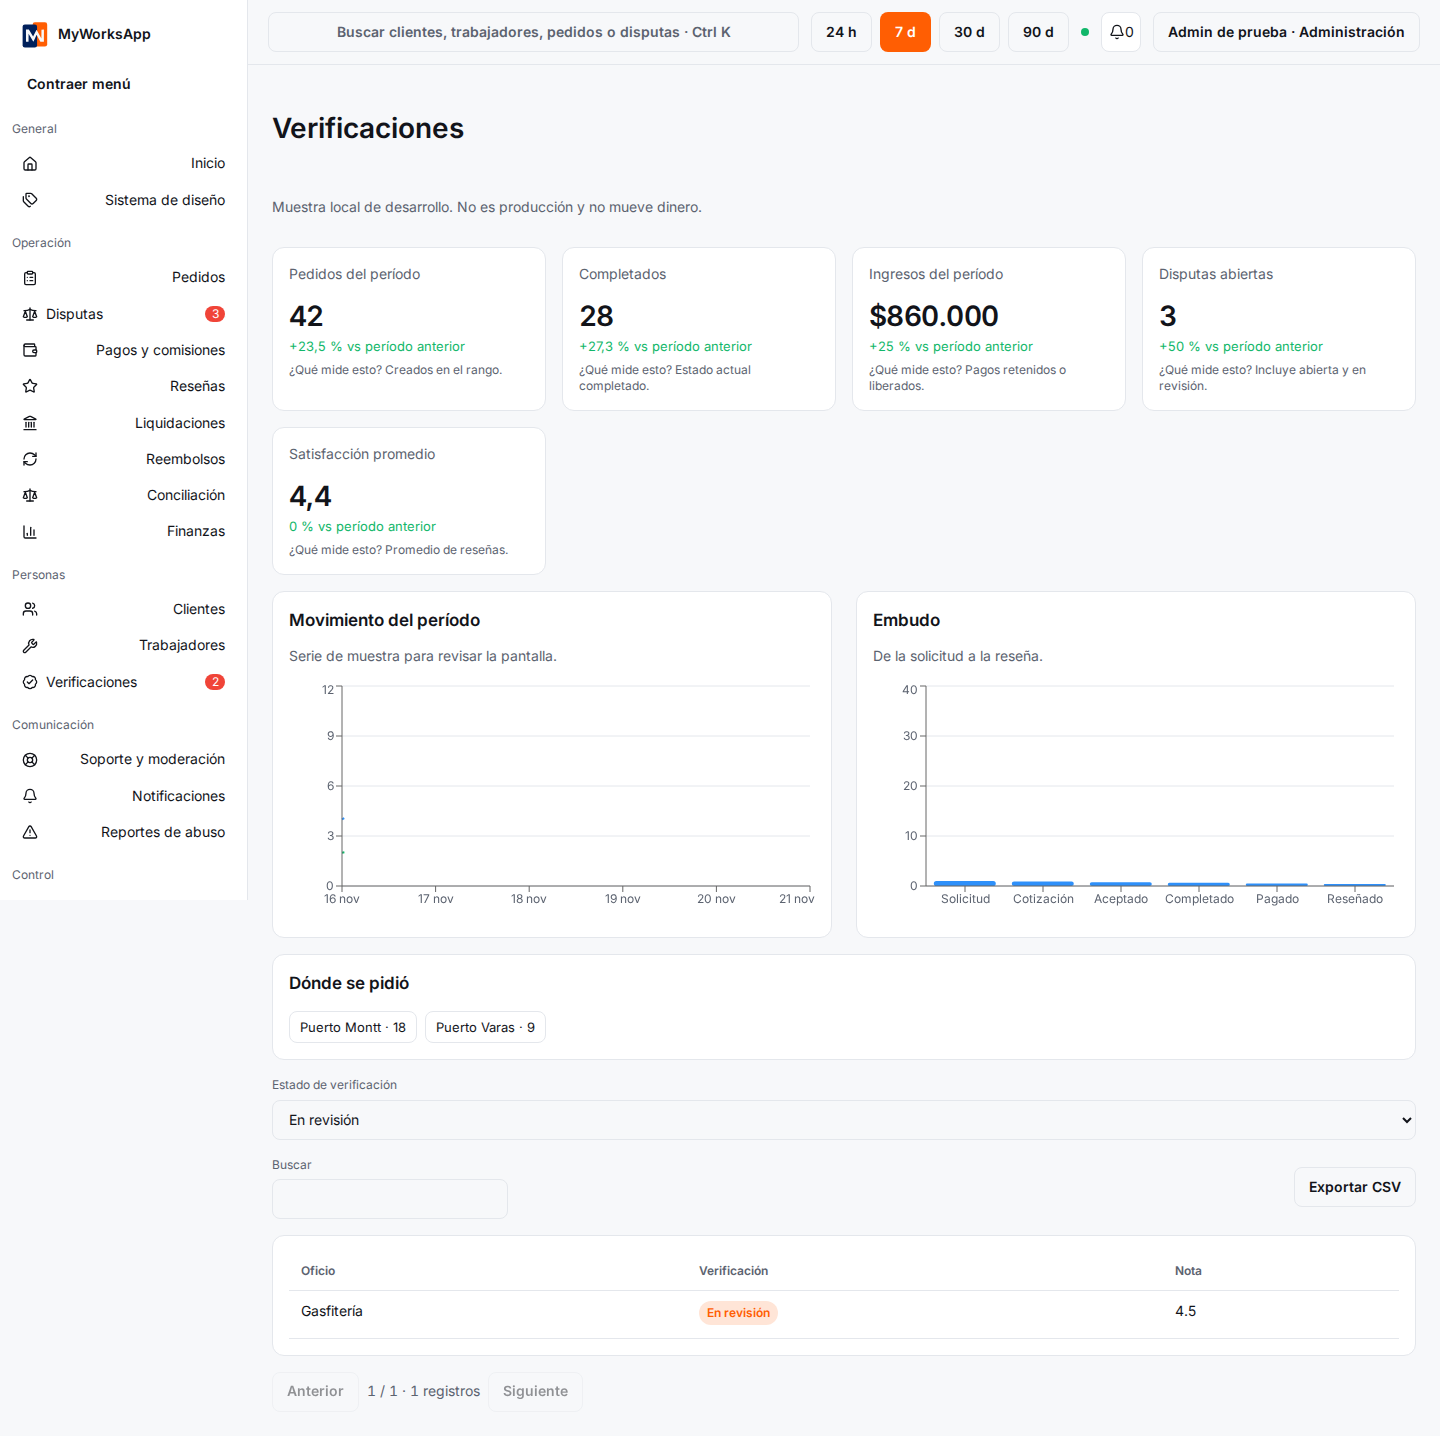 MyWorksApp
Contraer menú
General
Inicio
Sistema de diseño
Operación
Pedidos
Disputas 3
Pagos y comisiones
Reseñas
Liquidaciones
Reembolsos
Conciliación
Finanzas
Personas
Clientes
Trabajadores
Verificaciones 2
Comunicación
Soporte y moderación
Notificaciones
Reportes de abuso
Control
Buscar clientes, trabajadores, pedidos o disputas · Ctrl K
24 h
7 d
30 d
90 d
0
Admin de prueba · Administración
Verificaciones
Muestra local de desarrollo. No es producción y no mueve dinero.
Pedidos del período
42
+23,5 % vs período anterior
¿Qué mide esto? Creados en el rango.
Completados
28
+27,3 % vs período anterior
¿Qué mide esto? Estado actual
completado.
Ingresos del período
$860.000
+25 % vs período anterior
¿Qué mide esto? Pagos retenidos o
liberados.
Disputas abiertas
3
+50 % vs período anterior
¿Qué mide esto? Incluye abierta y en
revisión.
Satisfacción promedio
4,4
0 % vs período anterior
¿Qué mide esto? Promedio de reseñas.
Movimiento del período
Serie de muestra para revisar la pantalla.
12
9
6
3
0
16 nov 17 nov 18 nov 19 nov 20 nov 21 nov
Embudo
De la solicitud a la reseña.
40
30
20
10
0
Solicitud Cotización Aceptado Completado Pagado Reseñado
Dónde se pidió
Puerto Montt · 18
Puerto Varas · 9
Estado de verificación
En revisión
Buscar
Exportar CSV
Oficio Verificación Nota
Gasfitería En revisión 4.5
Anterior 1 / 1 · 1 registros Siguiente